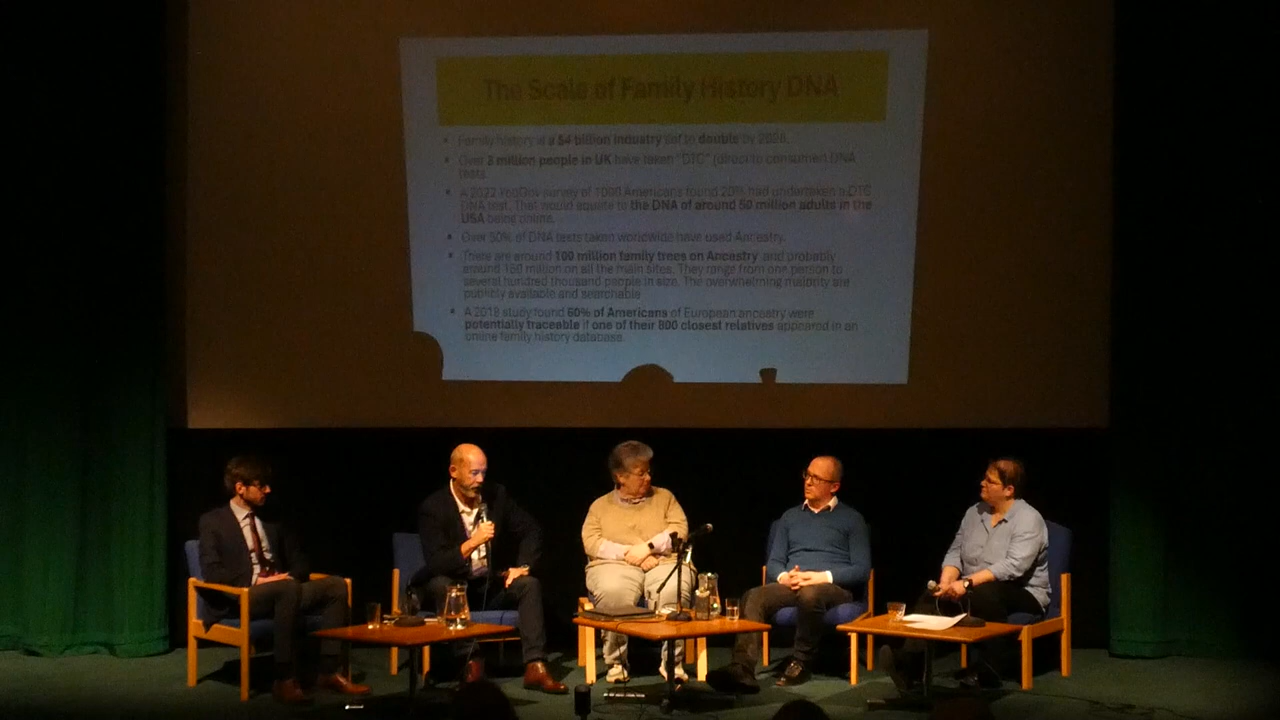 The Scale of Family History DNA
Family history is a $4 billion industry set to double by
Over 3 million people in UK have taken "DTC" (direct to consumer) DNA
tests
A 2022 YouGov survey of 1000 Americans found 20% had undertaken a DTC
DNA test. That would equate to the DNA of around 50 million adults in the
USA being online.
Over 50% of DNA tests taken worldwide have used Ancestry.
There are around 100 million family trees on Ancestry and probably
around 150 million on all the main sites. They range from one person to
several hundred thousand people in size. The overwhelming majority are
publicly available and searchable
A 2018 study found 60% of Americans of European ancestry were
potentially traceable if one of their 800 closest relatives appeared in an
online family history database.